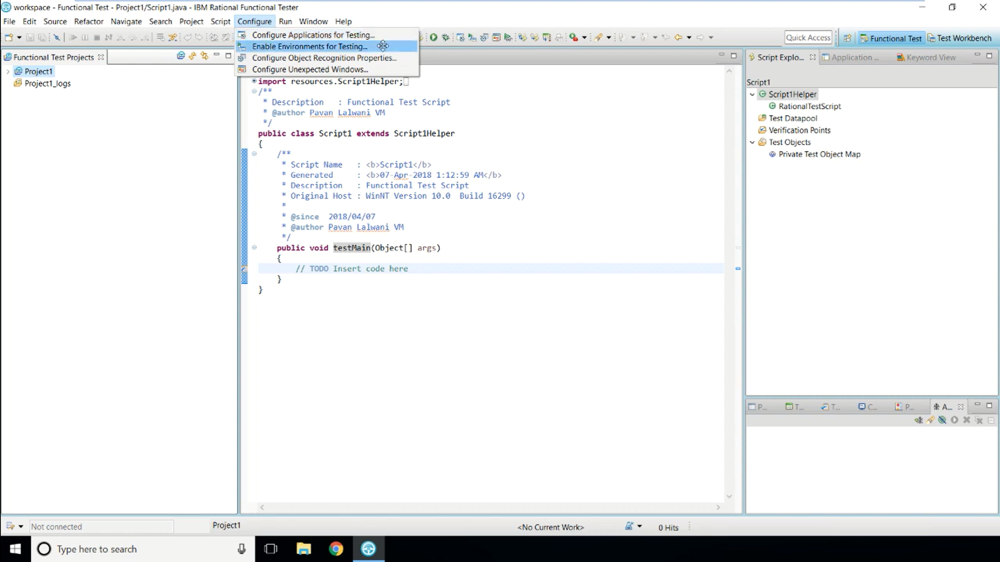 workspace - Functional Test - Project1/Script1.java - IBM Rational Functional Tester
File Edit Source Refactor Navigate Search Project Script Configure Run Window Help
Configure Applications for Testing...
Enable Environments for Testing...
Configure Object Recognition Properties...
Configure Unexpected Windows...
Quick Access
Functional Test
Test Workbench
Functional Test Projects
Project1
Project1_logs
import resources.Script1Helper;
/**
* Description : Functional Test Script
* @author Pavan Lalwani VM
*/
public class Script1 extends Script1Helper
{
/**
* Script Name : <b>Script1</b>
* Generated : <b>07-Apr-2018 1:12:59 AM</b>
* Description : Functional Test Script
* Original Host : WinNT Version 10.0 Build 16299 ()
*
* @since 2018/04/07
* @author Pavan Lalwani VM
*/
public void testMain(Object[] args)
{
// TODO Insert code here
}
}
Script Explo... Application ... Keyword View
Script1
Script1Helper
RationalTestScript
Test Datapool
Verification Points
Test Objects
Private Test Object Map
P... T... T... C... P... A...
Not connected
Project1
<No Current Work>
0 Hits
Type here to search